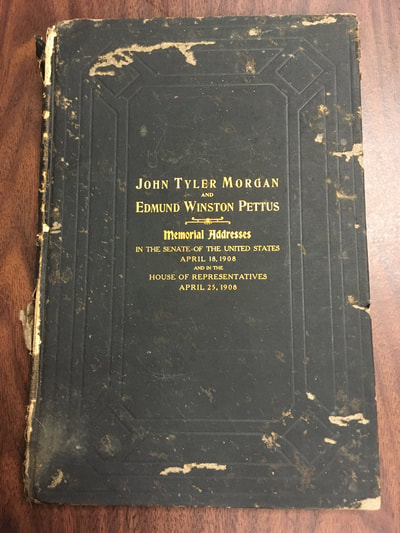 JOHN TYLER MORGAN
AND
EDMUND WINSTON PETTUS
Memorial Addresses
IN THE SENATE OF THE UNITED STATES
APRIL 18, 1908
AND IN THE
HOUSE OF REPRESENTATIVES
APRIL 25, 1908